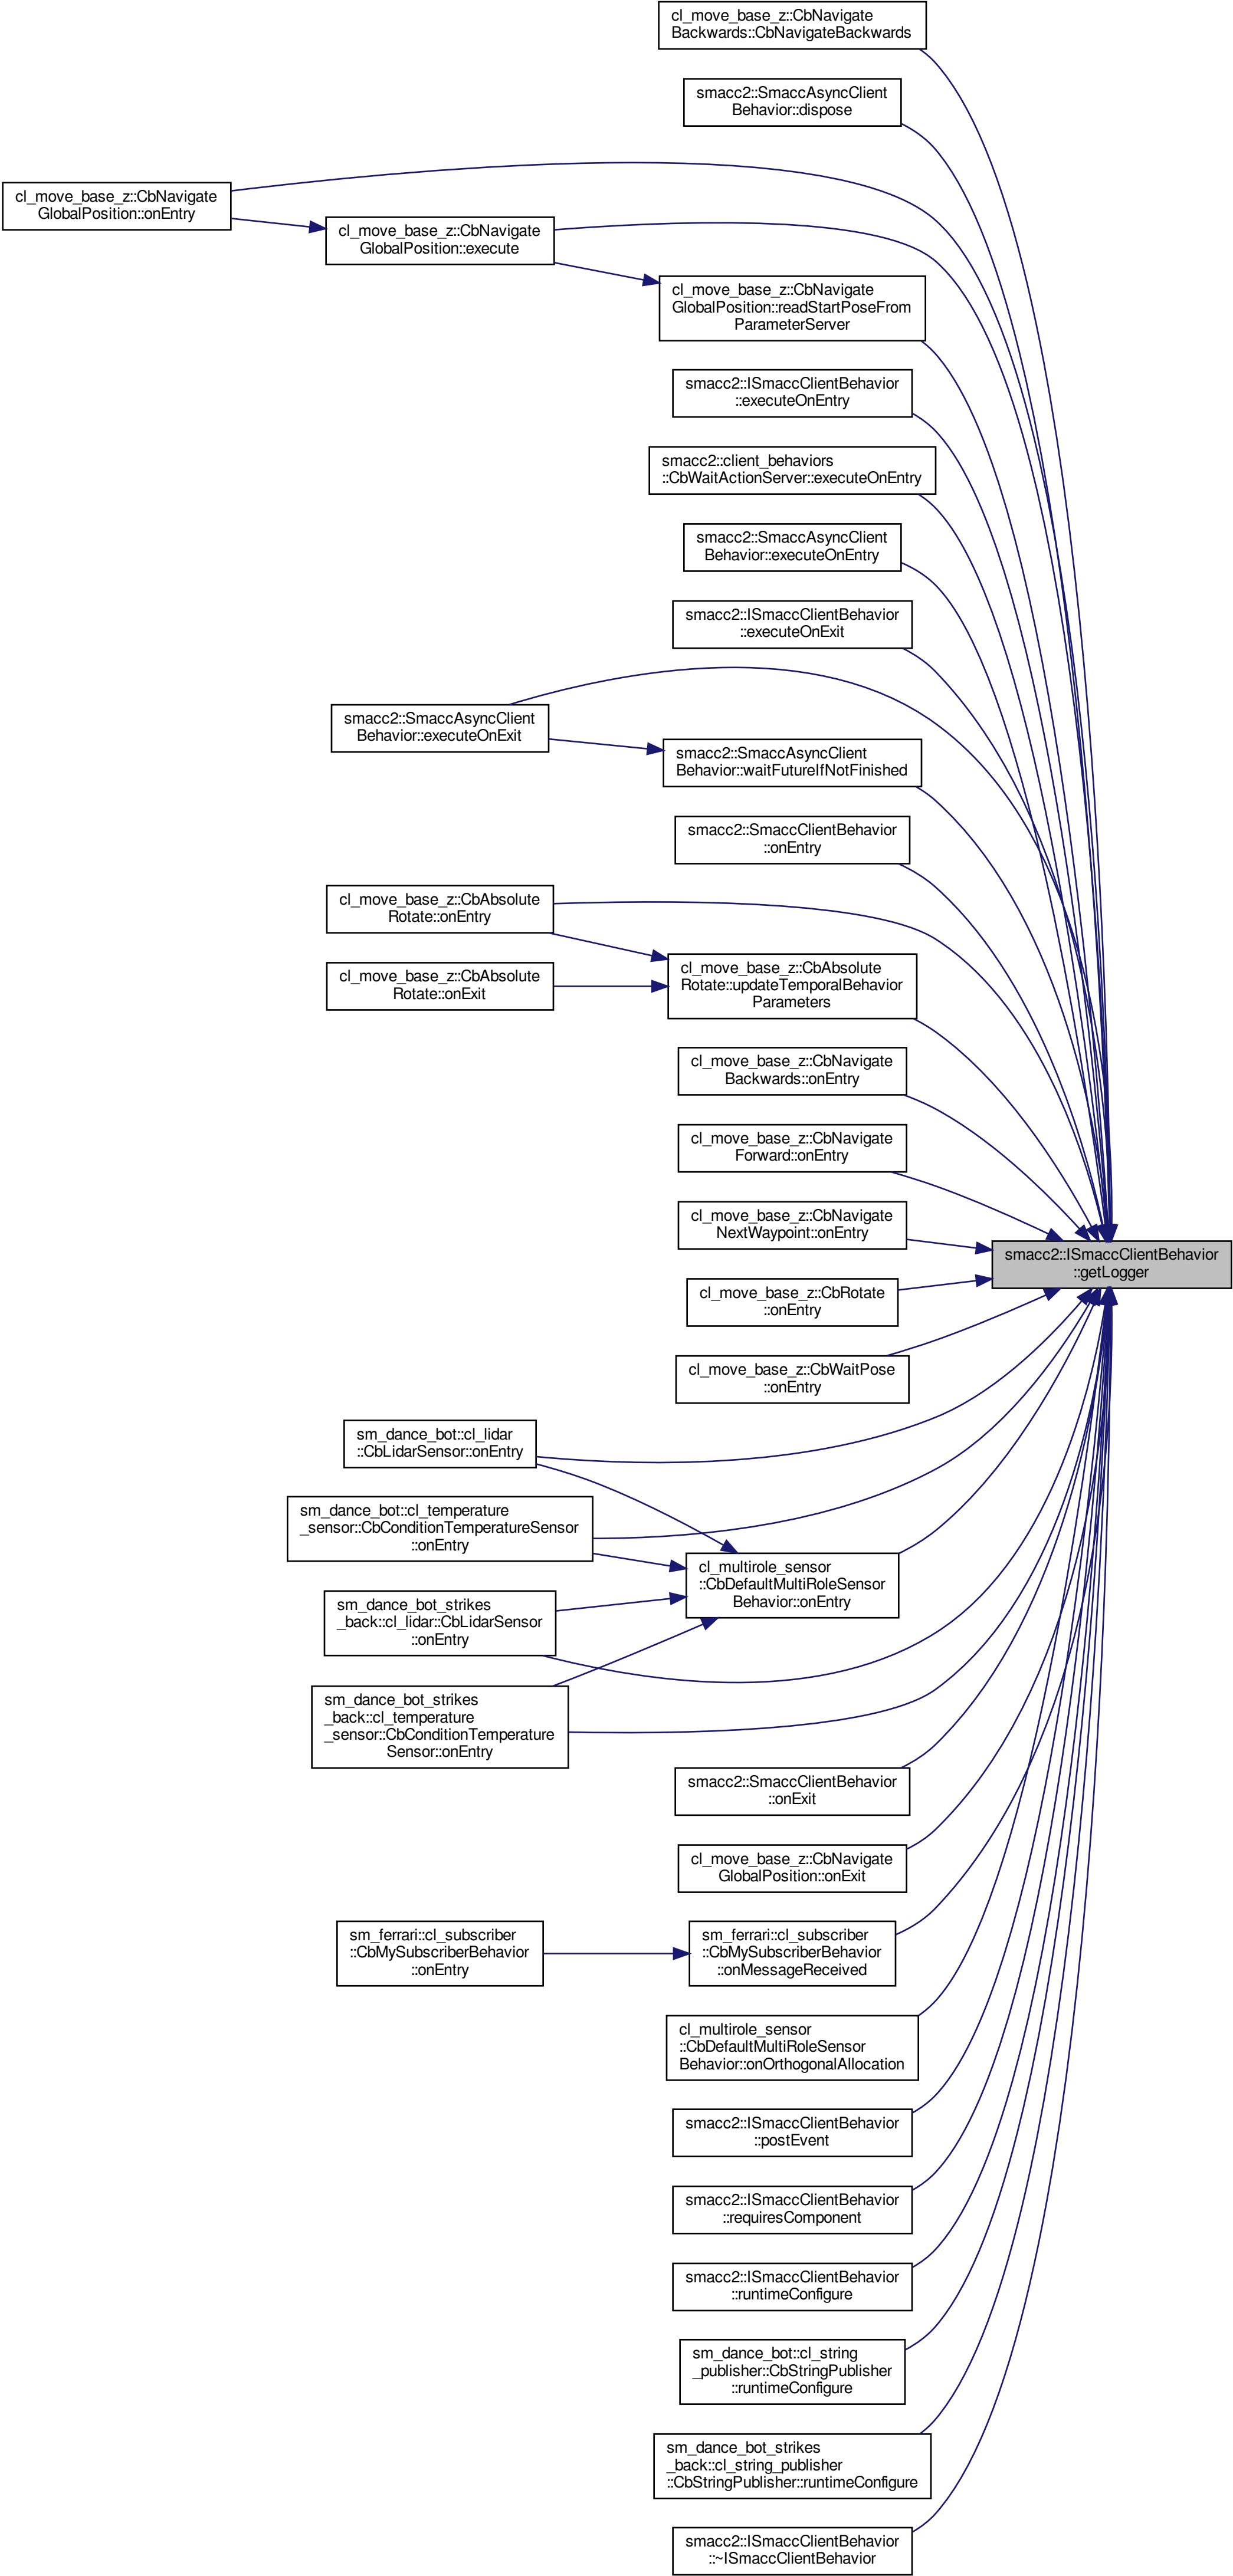 cl_move_base_z::CbNavigate
Backwards::CbNavigateBackwards
smacc2::SmaccAsyncClient
Behavior::dispose
cl_move_base_z::CbNavigate
GlobalPosition::onEntry
cl_move_base_z::CbNavigate
GlobalPosition::execute
cl_move_base_z::CbNavigate
GlobalPosition::readStartPoseFrom
ParameterServer
smacc2::ISmaccClientBehavior
::executeOnEntry
smacc2::client_behaviors
::CbWaitActionServer::executeOnEntry
smacc2::SmaccAsyncClient
Behavior::executeOnEntry
smacc2::ISmaccClientBehavior
::executeOnExit
smacc2::SmaccAsyncClient
Behavior::executeOnExit
smacc2::SmaccAsyncClient
Behavior::waitFutureIfNotFinished
smacc2::SmaccClientBehavior
::onEntry
cl_move_base_z::CbAbsolute
Rotate::onEntry
cl_move_base_z::CbAbsolute
Rotate::onExit
cl_move_base_z::CbAbsolute
Rotate::updateTemporalBehavior
Parameters
cl_move_base_z::CbNavigate
Backwards::onEntry
cl_move_base_z::CbNavigate
Forward::onEntry
cl_move_base_z::CbNavigate
NextWaypoint::onEntry
smacc2::ISmaccClientBehavior
::getLogger
cl_move_base_z::CbRotate
::onEntry
cl_move_base_z::CbWaitPose
::onEntry
sm_dance_bot::cl_lidar
::CbLidarSensor::onEntry
sm_dance_bot::cl_temperature
_sensor::CbConditionTemperatureSensor
::onEntry
cl_multirole_sensor
::CbDefaultMultiRoleSensor
Behavior::onEntry
sm_dance_bot_strikes
_back::cl_lidar::CbLidarSensor
::onEntry
sm_dance_bot_strikes
_back::cl_temperature
_sensor::CbConditionTemperature
Sensor::onEntry
smacc2::SmaccClientBehavior
::onExit
cl_move_base_z::CbNavigate
GlobalPosition::onExit
sm_ferrari::cl_subscriber
::CbMySubscriberBehavior
::onEntry
sm_ferrari::cl_subscriber
::CbMySubscriberBehavior
::onMessageReceived
cl_multirole_sensor
::CbDefaultMultiRoleSensor
Behavior::onOrthogonalAllocation
smacc2::ISmaccClientBehavior
::postEvent
smacc2::ISmaccClientBehavior
::requiresComponent
smacc2::ISmaccClientBehavior
::runtimeConfigure
sm_dance_bot::cl_string
_publisher::CbStringPublisher
::runtimeConfigure
sm_dance_bot_strikes
_back::cl_string_publisher
::CbStringPublisher::runtimeConfigure
smacc2::ISmaccClientBehavior
::~ISmaccClientBehavior